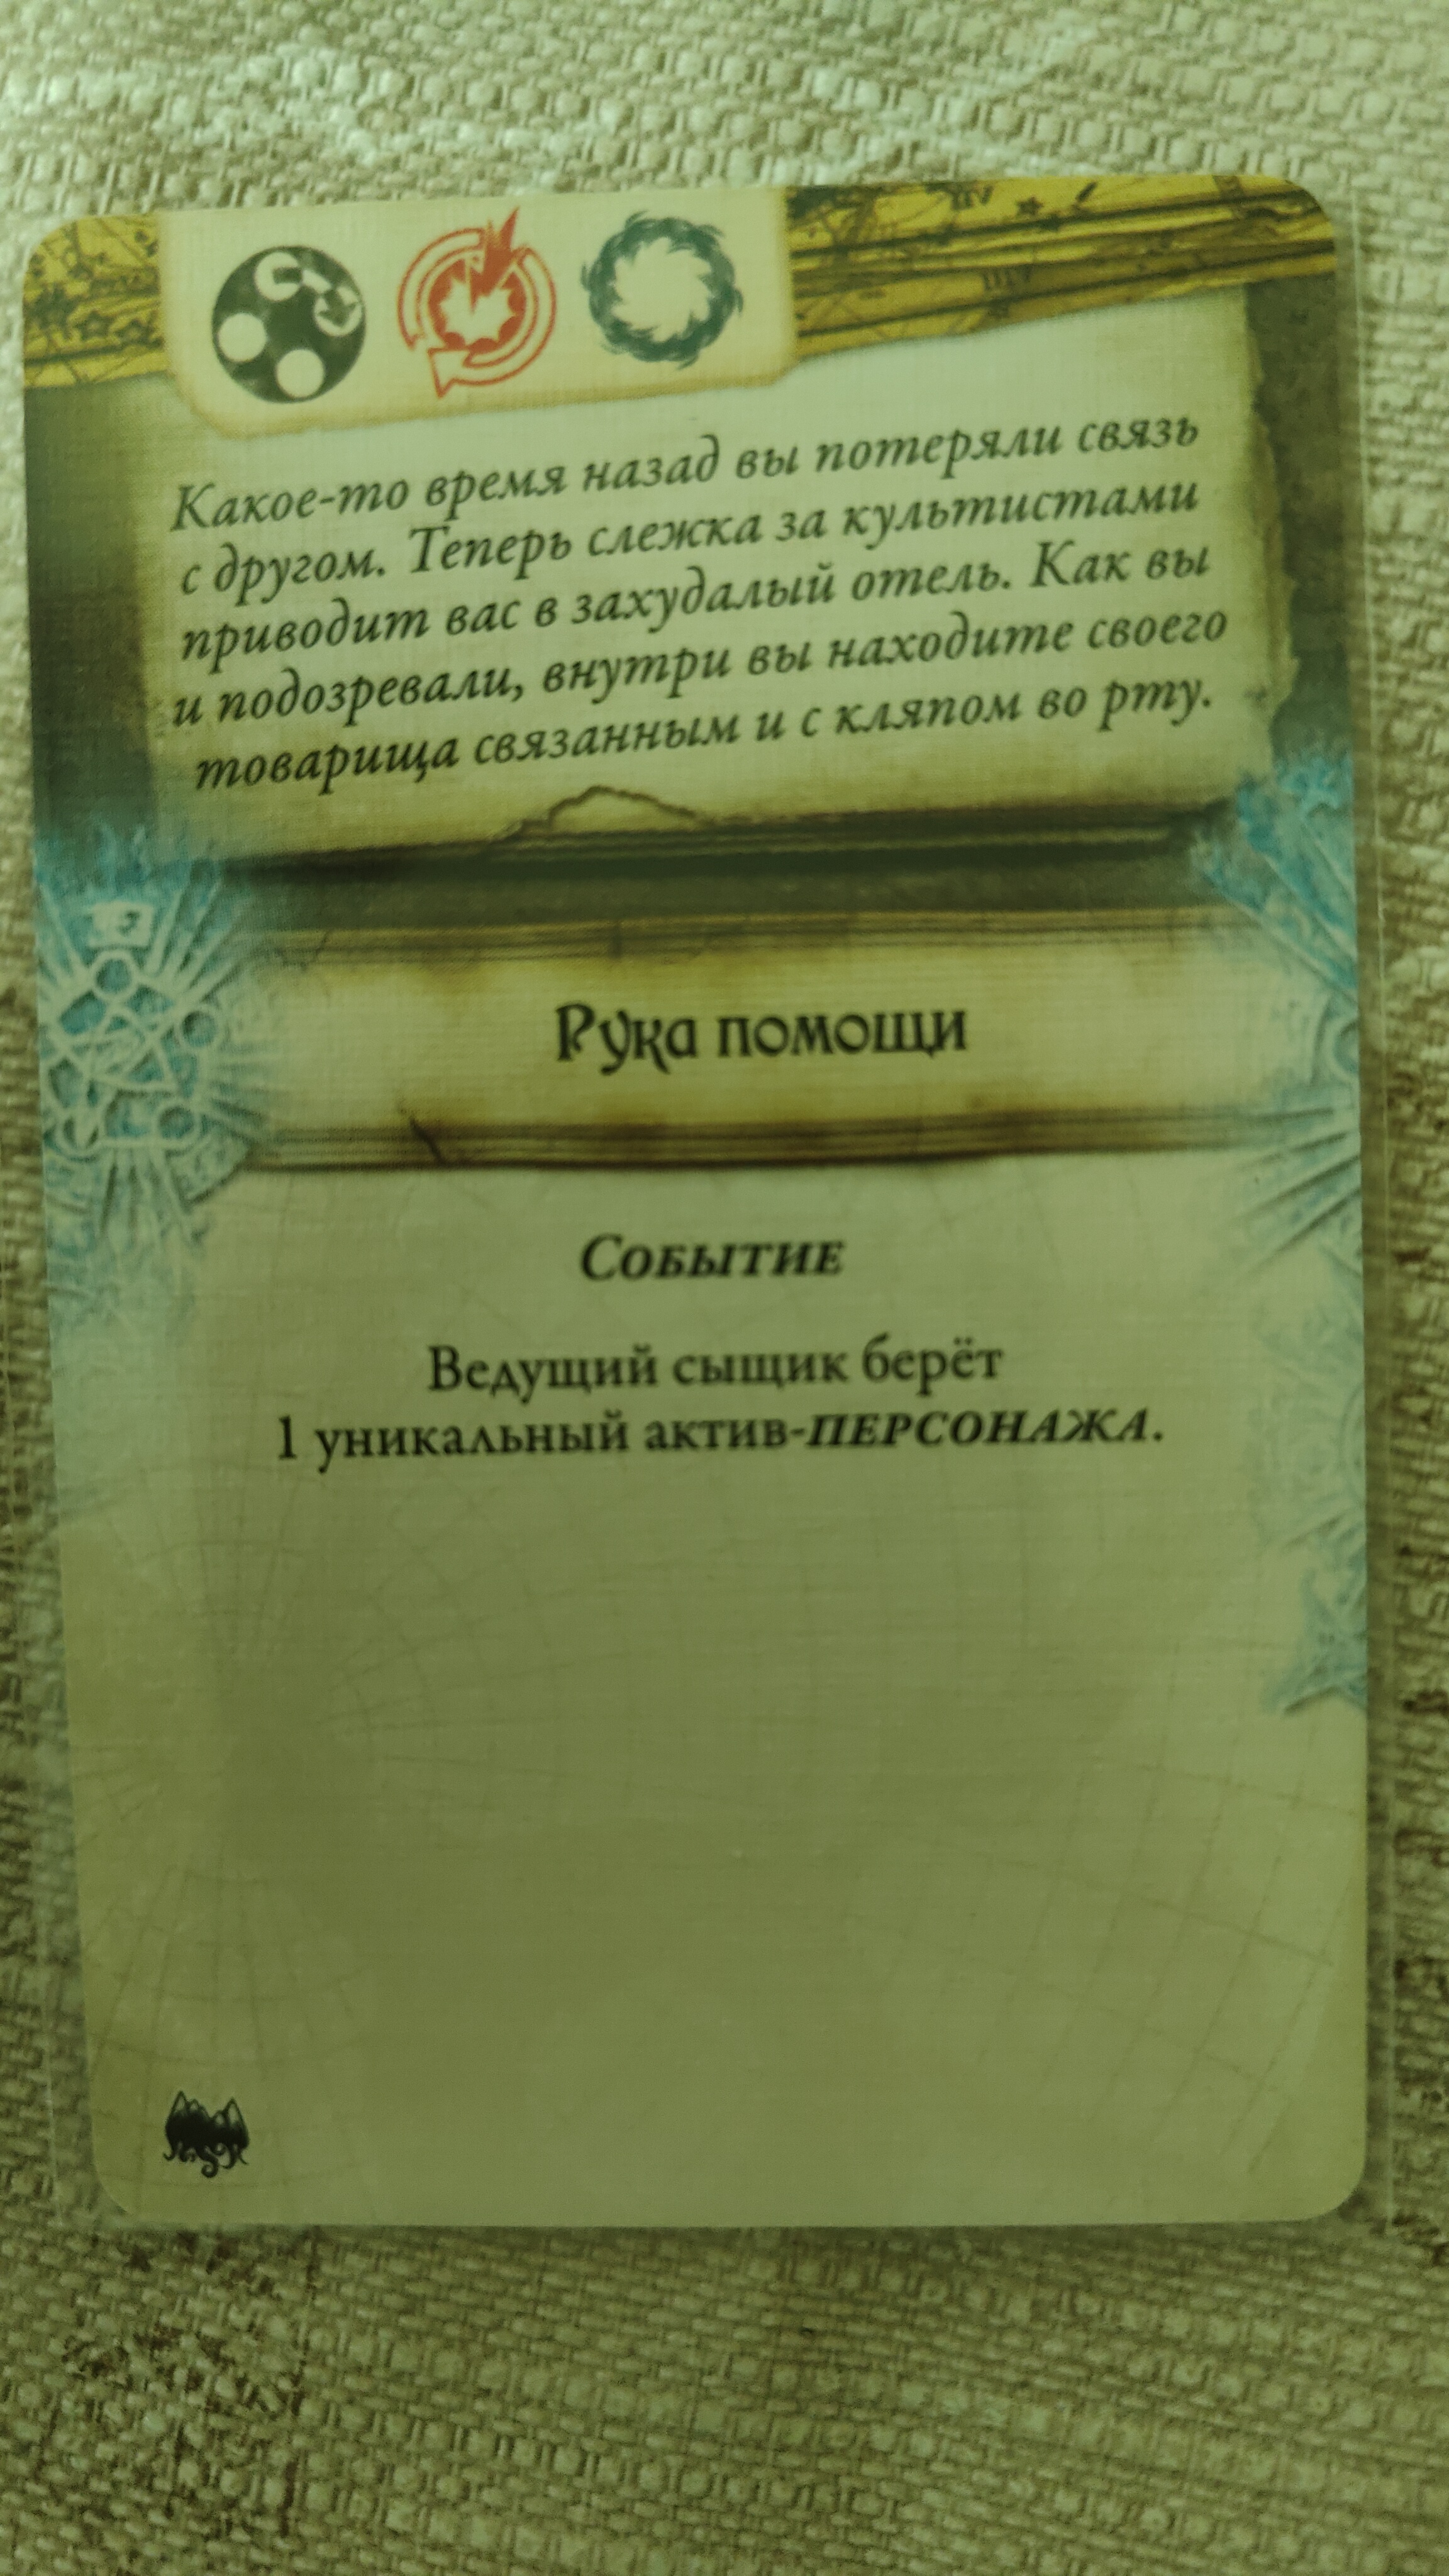 Какое-то время назад вы потеряли связь
с другом. Теперь слежка за культистами
приводит вас в захудалый отель. Как вы
и подозревали, внутри вы находите своего
товарища связанным и с кляпом во рту.
Рука помощи
Событие
Ведущий сыщик берёт
1 уникальный актив-ПЕРСОНАЖА.